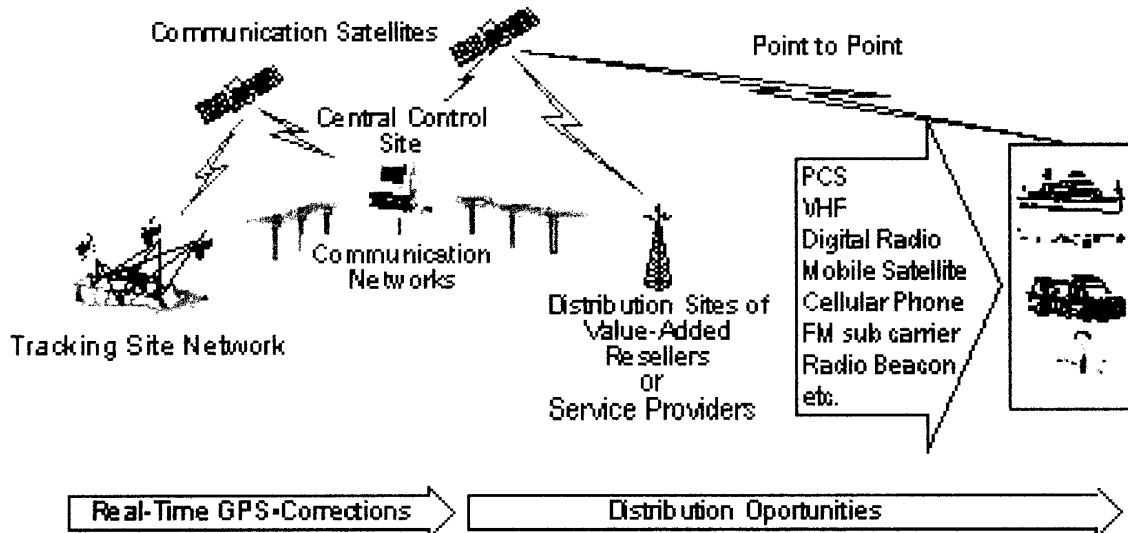 Communication Satellites
Point to Point
Central Control
Site
Communication
Networks
Tracking Site Network
Distribution Sites of
Value-Added
Resellers
or
Service Providers
PCS
VHF
Digital Radio
Mobile Satellite
Cellular Phone
FM sub carrier
Radio Beacon
etc.
Real-Time GPS-Corrections
Distribution Oportunities